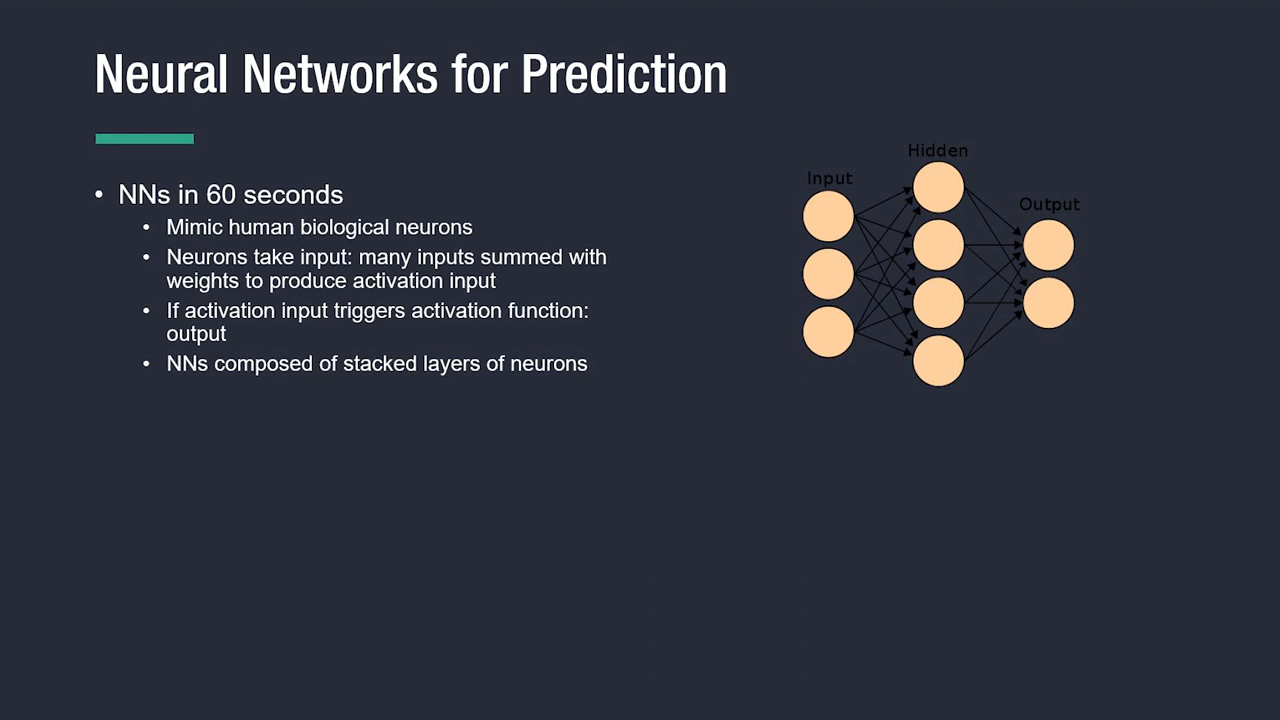 Neural Networks for Prediction
• NNs in 60 seconds
• Mimic human biological neurons
• Neurons take input: many inputs summed with
weights to produce activation input
• If activation input triggers activation function:
output
• NNs composed of stacked layers of neurons
Hidden
Input
Output